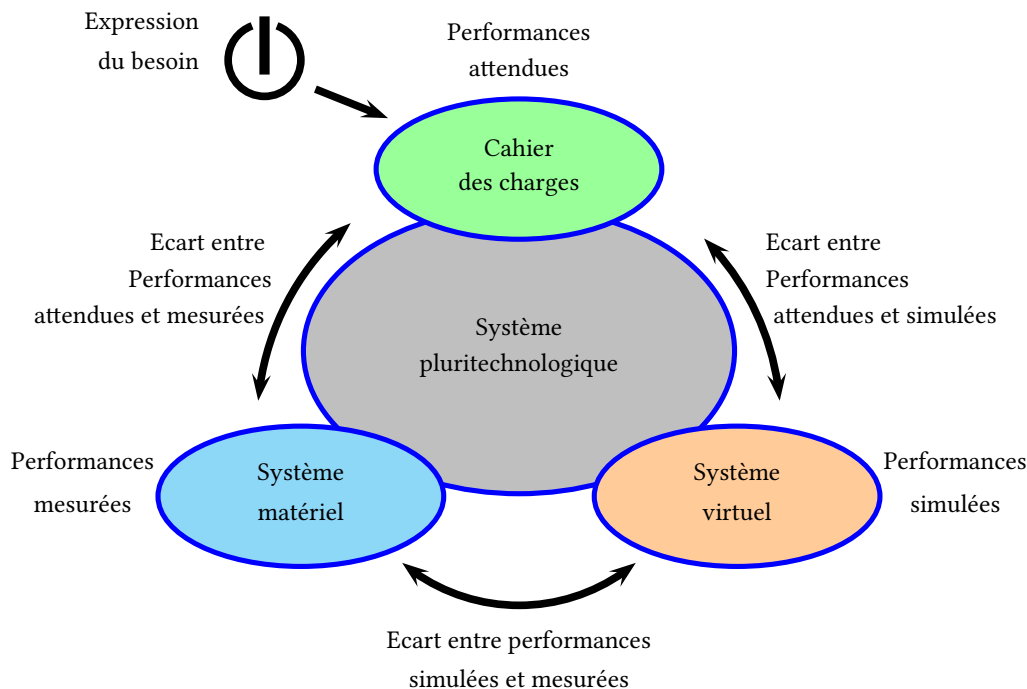 Expression
du besoin
Performances
attendues
Cahier
des charges
Ecart entre
Performances
attendues et mesurées
Ecart entre
Performances
attendues et simulées
Système
pluritechnologique
Performances
mesurées
Système
matériel
Système
virtuel
Performances
simulées
Ecart entre performances
simulées et mesurées